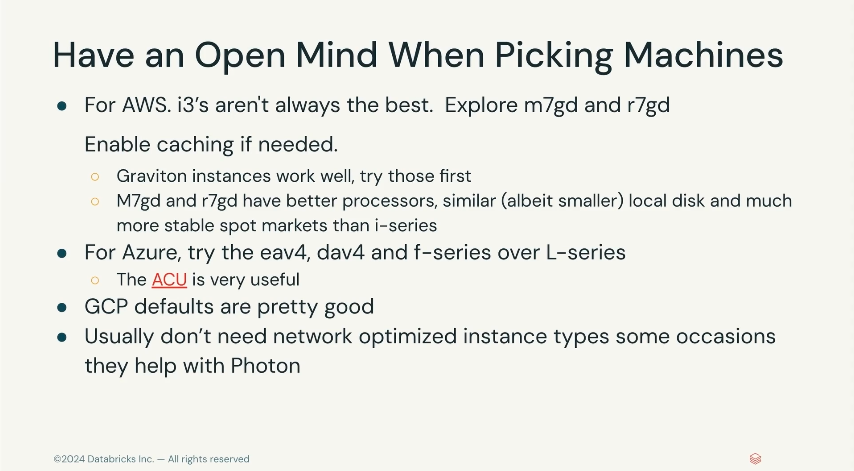 Have an Open Mind When Picking Machines
● For AWS. i3's aren't always the best. Explore m7gd and r7gd
Enable caching if needed.
○ Graviton instances work well, try those first
○ M7gd and r7gd have better processors, similar (albeit smaller) local disk and much
more stable spot markets than i-series
● For Azure, try the eav4, dav4 and f-series over L-series
○ The ACU is very useful
● GCP defaults are pretty good
● Usually don't need network optimized instance types some occasions
they help with Photon
©2024 Databricks Inc. — All rights reserved